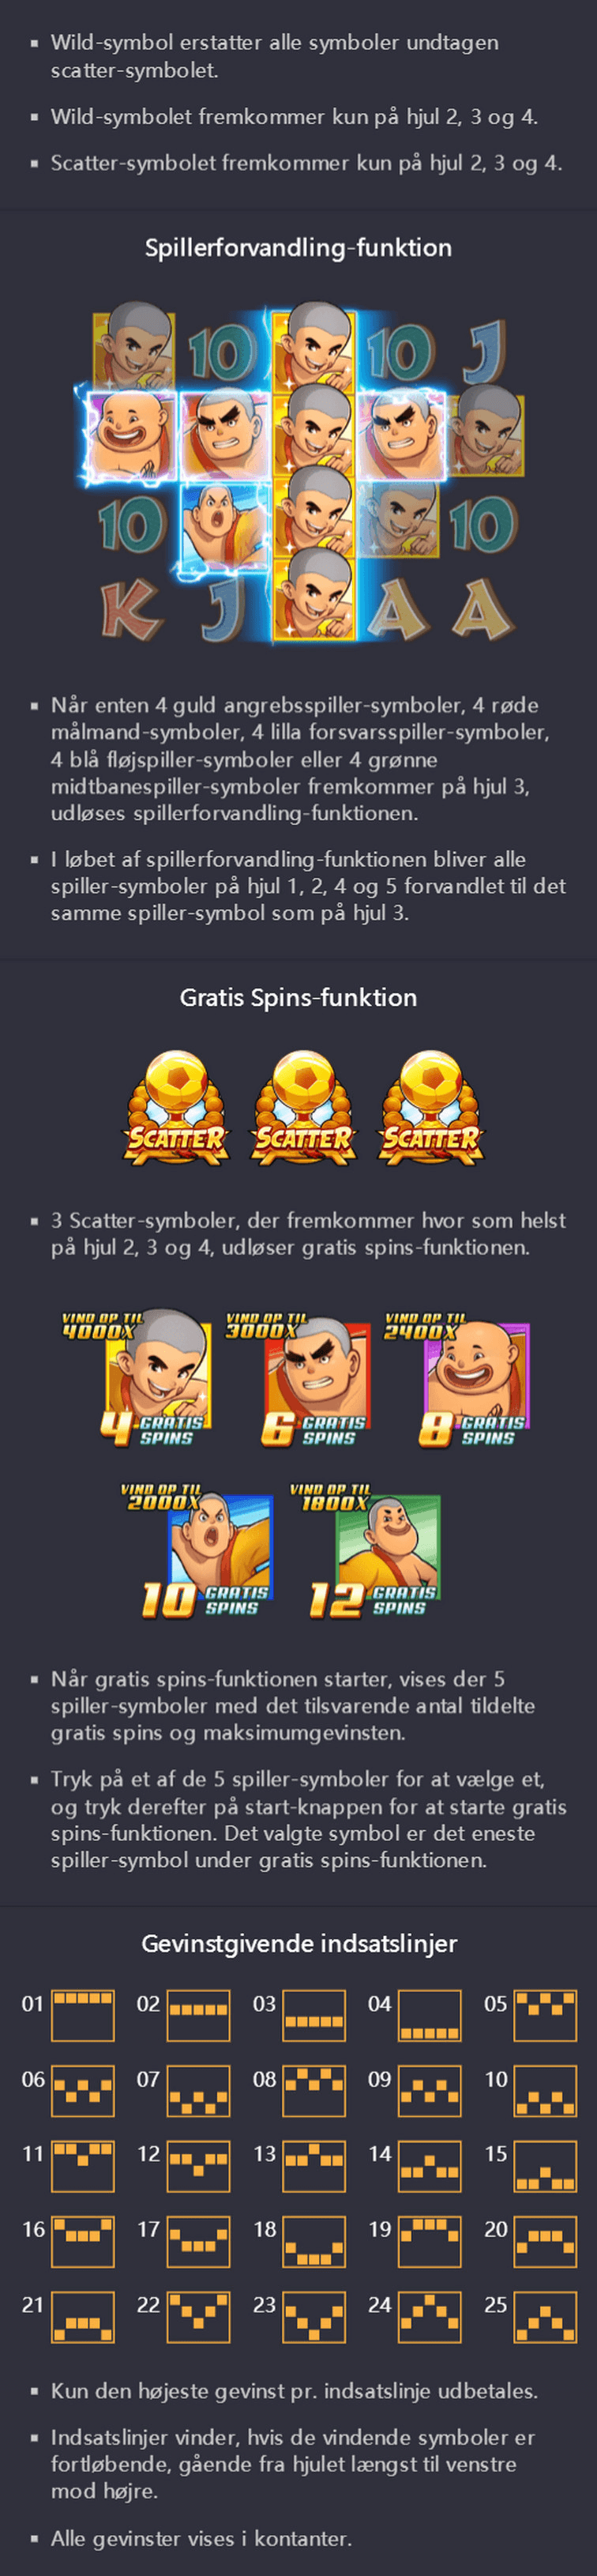 ▪ Wild-symbol erstatter alle symboler undtagen
scatter-symbolet.
▪ Wild-symbolet fremkommer kun på hjul 2, 3 og 4.
▪ Scatter-symbolet fremkommer kun på hjul 2, 3 og 4.
Spillerforvandling-funktion
10 10 J
10 10
K J A A
▪ Når enten 4 guld angrebsspiller-symboler, 4 røde
målmand-symboler, 4 lilla forsvarsspiller-symboler,
4 blå fløjspiller-symboler eller 4 grønne
midtbanespiller-symboler fremkommer på hjul 3,
udløses spillerforvandling-funktionen.
▪ I løbet af spillerforvandling-funktionen bliver alle
spiller-symboler på hjul 1, 2, 4 og 5 forvandlet til det
samme spiller-symbol som på hjul 3.
Gratis Spins-funktion
SCATTER SCATTER SCATTER
▪ 3 Scatter-symboler, der fremkommer hvor som helst
på hjul 2, 3 og 4, udløser gratis spins-funktionen.
VIND OP TIL VIND OP TIL VIND OP TIL
4000X 3000X 2400X
4 GRATIS 6 GRATIS 8 GRATIS
SPINS SPINS SPINS
VIND OP TIL VIND OP TIL
2000X 1800X
10 GRATIS 12 GRATIS
SPINS SPINS
▪ Når gratis spins-funktionen starter, vises der 5
spiller-symboler med det tilsvarende antal tildelte
gratis spins og maksimumgevinsten.
▪ Tryk på et af de 5 spiller-symboler for at vælge et,
og tryk derefter på start-knappen for at starte gratis
spins-funktionen. Det valgte symbol er det eneste
spiller-symbol under gratis spins-funktionen.
Gevinstgivende indsatslinjer
01 02 03 04 05
06 07 08 09 10
11 12 13 14 15
16 17 18 19 20
21 22 23 24 25
▪ Kun den højeste gevinst pr. indsatslinje udbetales.
▪ Indsatslinjer vinder, hvis de vindende symboler er
fortløbende, gående fra hjulet længst til venstre
mod højre.
▪ Alle gevinster vises i kontanter.